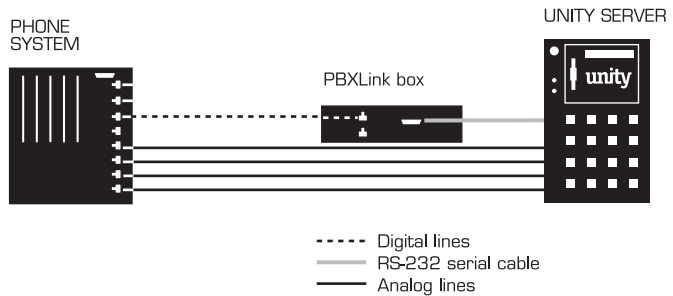 PHONE
SYSTEM
UNITY SERVER
PBXLink box
unity
Digital lines
RS-232 serial cable
Analog lines